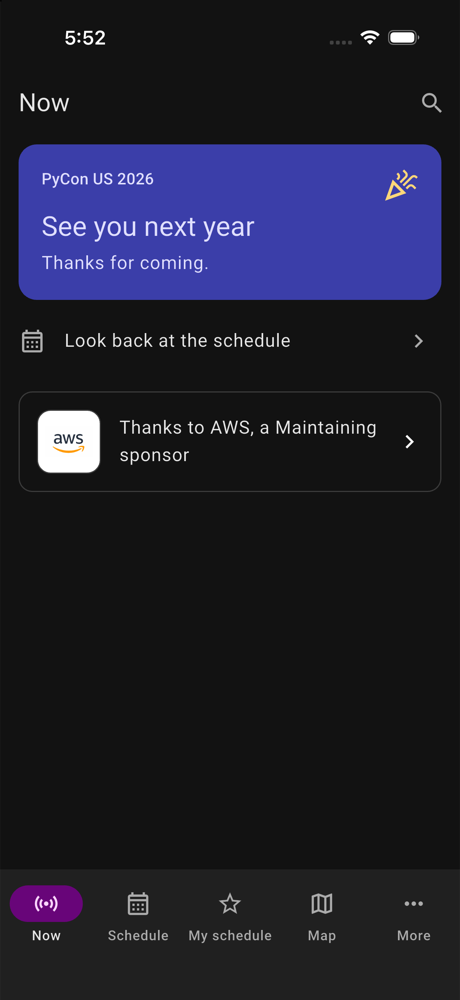 5:52
Now
PyCon US 2026
See you next year
Thanks for coming.
Look back at the schedule
aws
Thanks to AWS, a Maintaining
sponsor
Now
Schedule
My schedule
Map
More